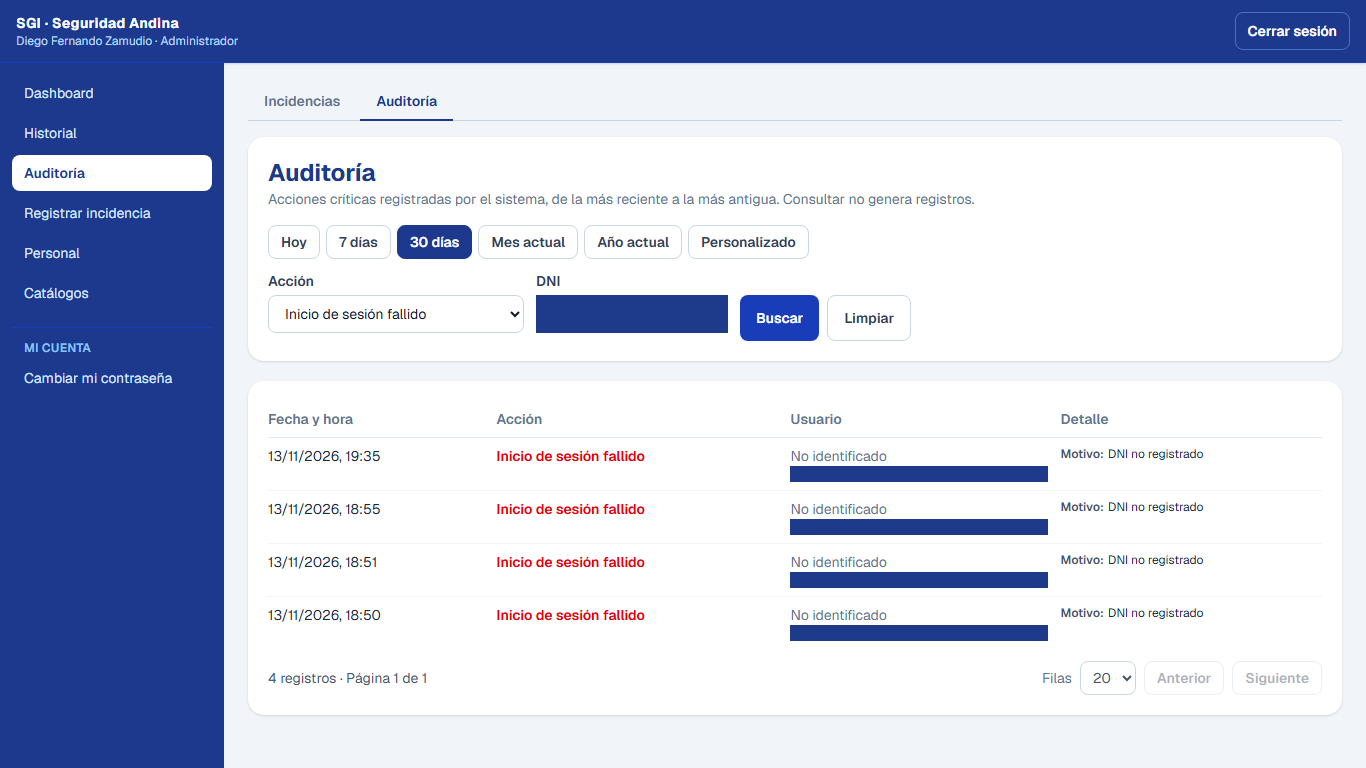 SGI · Seguridad Andina
Diego Fernando Zamudio · Administrador
Cerrar sesión
Dashboard
Historial
Auditoría
Registrar incidencia
Personal
Catálogos
MI CUENTA
Cambiar mi contraseña
Incidencias
Auditoría
Auditoría
Acciones críticas registradas por el sistema, de la más reciente a la más antigua. Consultar no genera registros.
Hoy
7 días
30 días
Mes actual
Año actual
Personalizado
Acción
DNI
Inicio de sesión fallido
Buscar
Limpiar
Fecha y hora
Acción
Usuario
Detalle
13/11/2026, 19:35
Inicio de sesión fallido
No identificado
Motivo: DNI no registrado
13/11/2026, 18:55
Inicio de sesión fallido
No identificado
Motivo: DNI no registrado
13/11/2026, 18:51
Inicio de sesión fallido
No identificado
Motivo: DNI no registrado
13/11/2026, 18:50
Inicio de sesión fallido
No identificado
Motivo: DNI no registrado
4 registros · Página 1 de 1
Filas
20
Anterior
Siguiente